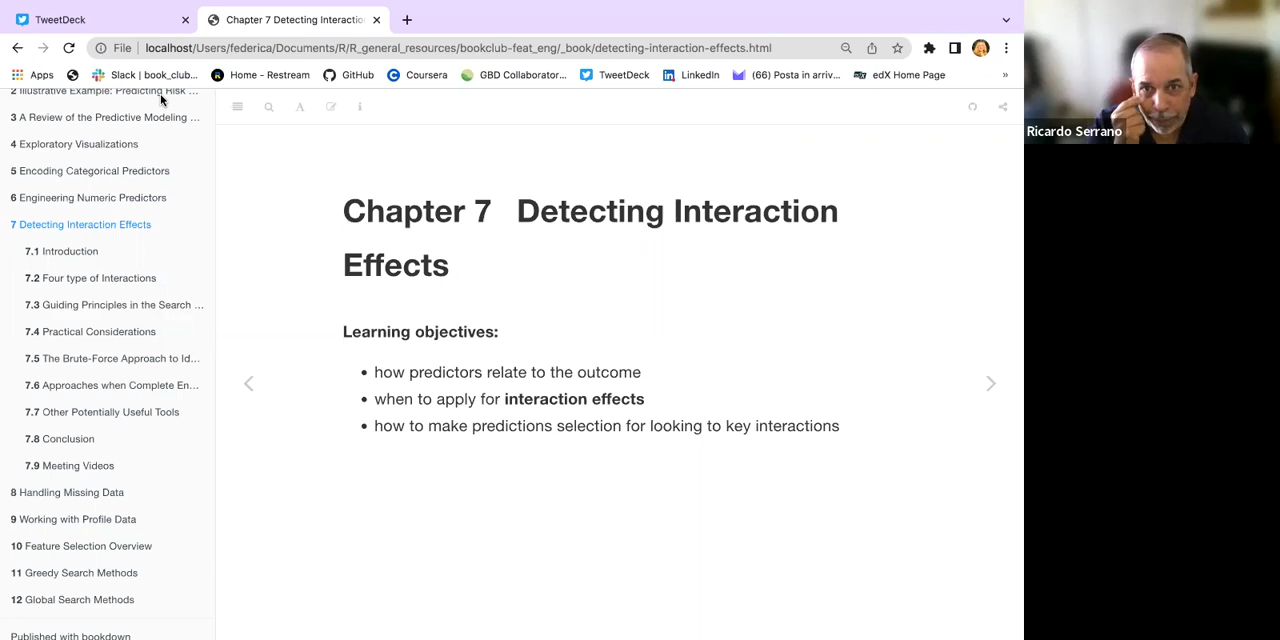 TweetDeck
Chapter 7 Detecting Interactio
File localhost/Users/federica/Documents/R/R_general_resources/bookclub-feat_eng/_book/detecting-interaction-effects.html
Apps Slack | book_club... Home - Restream GitHub Coursera GBD Collaborator... TweetDeck LinkedIn (66) Posta in arriv... edX Home Page »
2 Illustrative Example: Predicting Risk ...
3 A Review of the Predictive Modeling ...
4 Exploratory Visualizations
5 Encoding Categorical Predictors
6 Engineering Numeric Predictors
7 Detecting Interaction Effects
7.1 Introduction
7.2 Four type of Interactions
7.3 Guiding Principles in the Search ...
7.4 Practical Considerations
7.5 The Brute-Force Approach to Id...
7.6 Approaches when Complete En...
7.7 Other Potentially Useful Tools
7.8 Conclusion
7.9 Meeting Videos
8 Handling Missing Data
9 Working with Profile Data
10 Feature Selection Overview
11 Greedy Search Methods
12 Global Search Methods
Published with bookdown
Chapter 7 Detecting Interaction
Effects
Learning objectives:
• how predictors relate to the outcome
• when to apply for interaction effects
• how to make predictions selection for looking to key interactions
Ricardo Serrano